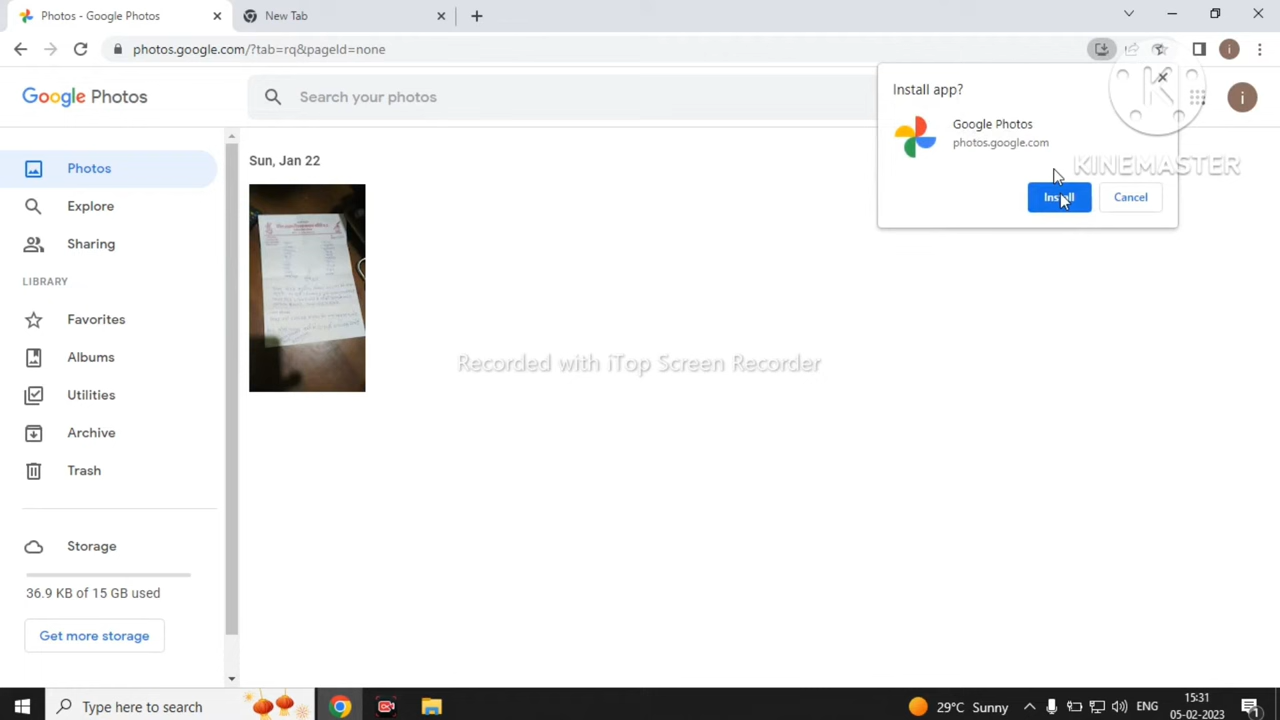 Photos - Google Photos
New Tab
photos.google.com/?tab=rq&pageId=none
i
Google Photos
Search your photos
i
Install app?
Google Photos
photos.google.com
Install
Cancel
K
KINEMASTER
Photos
Explore
Sharing
LIBRARY
Favorites
Albums
Utilities
Archive
Trash
Storage
36.9 KB of 15 GB used
Get more storage
Sun, Jan 22
Recorded with iTop Screen Recorder
Type here to search
29°C Sunny
ENG
15:31
05-02-2023
1